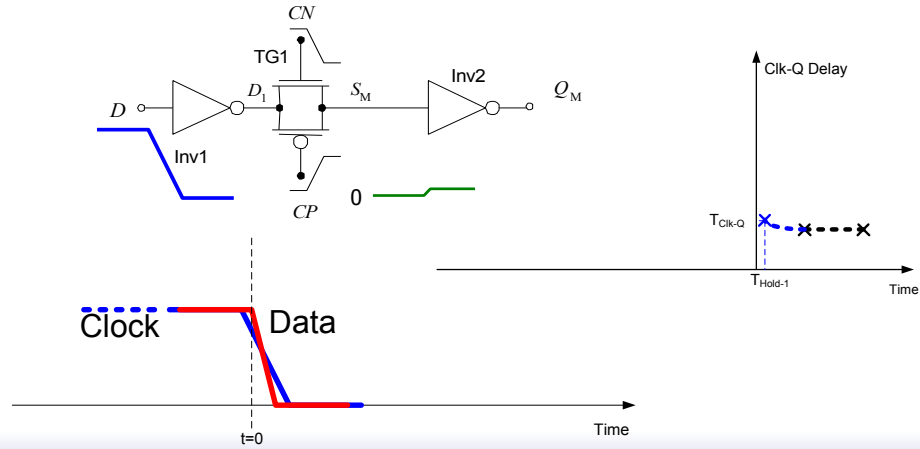 CN
TG1
Clk-Q Delay
D
D1
SM
Inv2
QM
Inv1
0
CP
TClk-Q
THold-1
Time
Clock
Data
Time
t=0